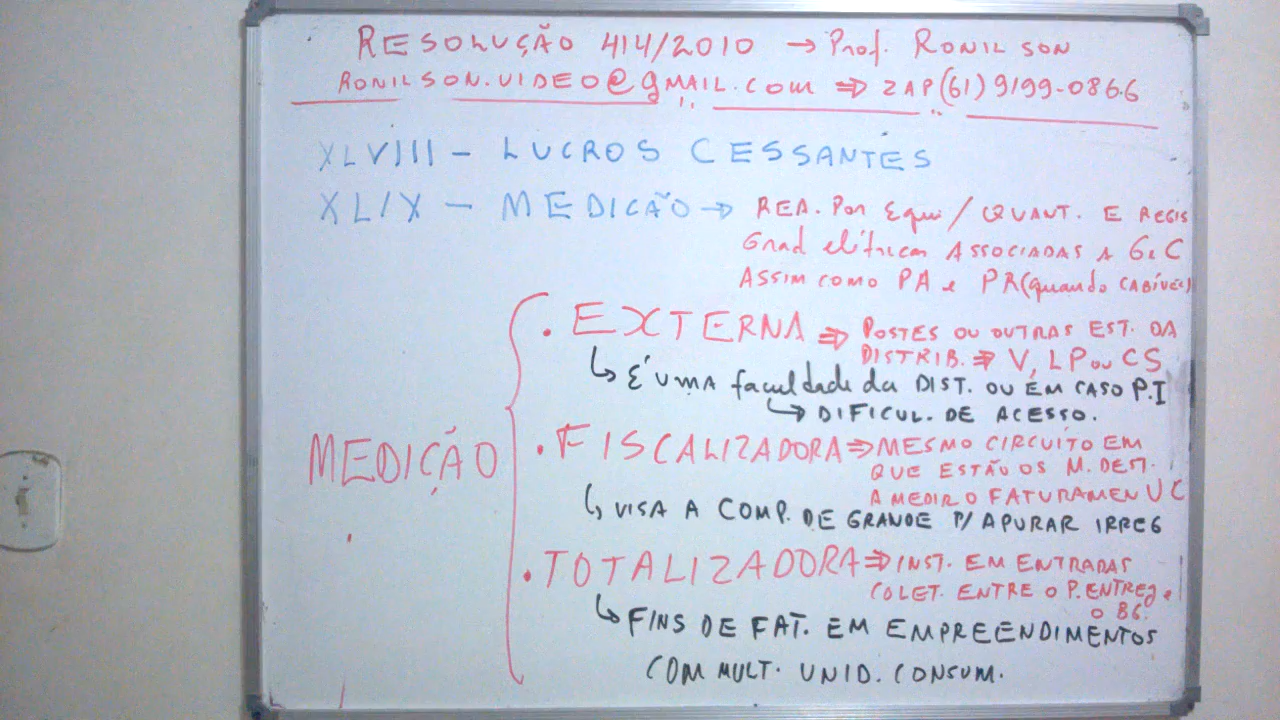 RESOLUÇÃO 414/2010 → Prof. RONILSON
RONILSON.VIDEO@gMAIL.COM ⇒ ZAP(61)9199-0866
XLVIII - LUCROS CESSANTES
XLIX - MEDIÇÃO → REA. POR Equi/ QUANT. E REGIS
Grad elétricas ASSOCIADAS A G. C
ASSIM COMO PA e PR(quando CABÍVEL)
MEDIÇÃO
. EXTERNA ⇒ POSTES OU OUTRAS EST. DA
DISTRIB. ⇒ V, LP ou CS
↳ É UMA faculdade da DIST. OU EM CASO P.I
↳ DIFICUL. DE ACESSO.
. FISCALIZADORA ⇒ MESMO CIRCUITO EM
QUE ESTÃO OS M. DEST.
A MEDIR O FATURAMEN UC
↳ VISA A COMP. DE GRANDE P/ APURAR IRREG
. TOTALIZADORA ⇒ INST. EM ENTRADAS
COLET. ENTRE O P. ENTREg e
O BG.
↳ FINS DE FAT. EM EMPREENDIMENTOS
COM MULT. UNID. CONSUM.